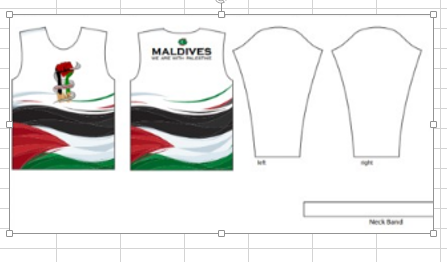 MALDIVES
WE ARE WITH PALESTINE
left
right
Neck Band